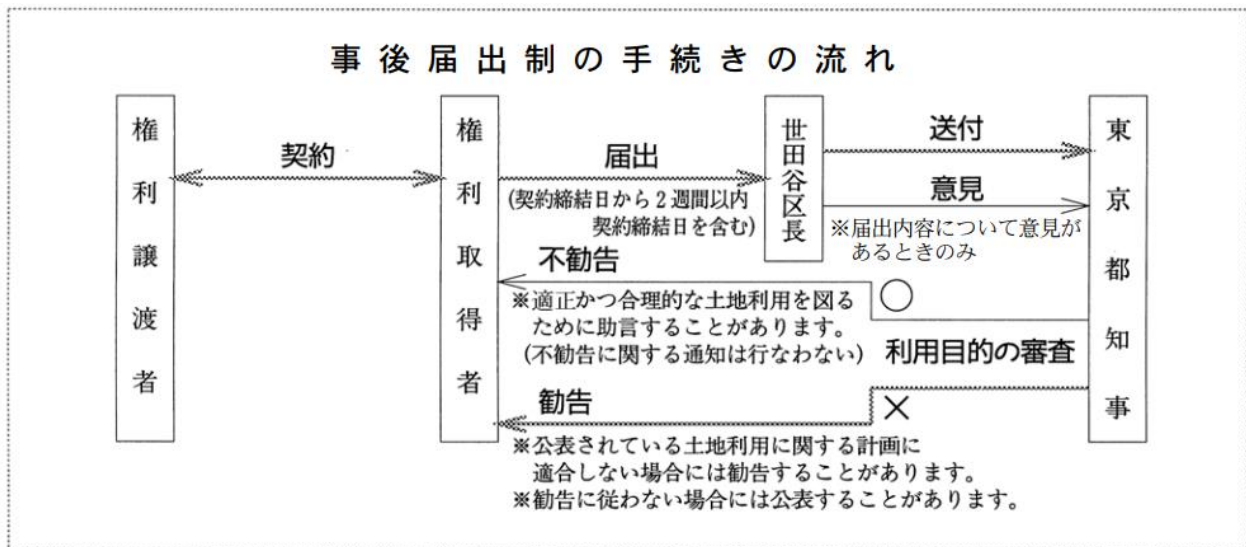 事後届出制の手続きの流れ
権利譲渡者
契約
権利取得者
届出
(契約締結日から2週間以内
契約締結日を含む)
世田谷区長
送付
意見
※届出内容について意見が
あるときのみ
東京都知事
不勧告
○
※適正かつ合理的な土地利用を図る
ために助言することがあります。
(不勧告に関する通知は行なわない)
利用目的の審査
勧告
×
※公表されている土地利用に関する計画に
適合しない場合には勧告することがあります。
※勧告に従わない場合には公表することがあります。